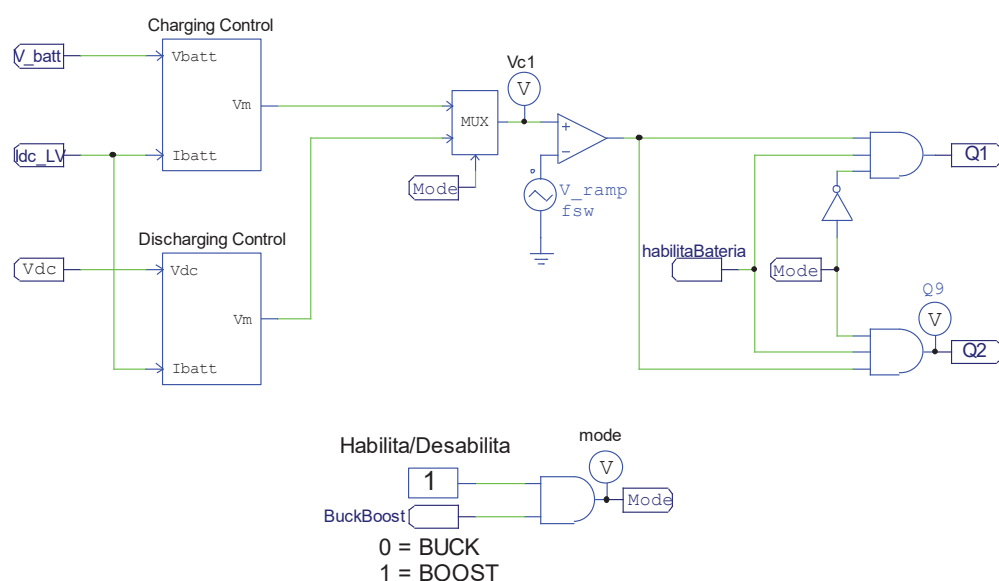 Charging Control
V_batt
Vbatt
Vm
Idc_LV
Ibatt
Vc1
V
MUX
Mode
+
−
V_ramp
fsw
Q1
habilitaBateria
Mode
Discharging Control
Vdc
Vdc
Vm
Ibatt
Q9
V
Q2
Habilita/Desabilita
1
mode
V
Mode
BuckBoost
0 = BUCK
1 = BOOST